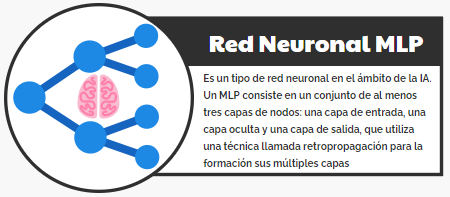 Red Neuronal MLP
Es un tipo de red neuronal en el ámbito de la IA.
Un MLP consiste en un conjunto de al menos
tres capas de nodos: una capa de entrada, una
capa oculta y una capa de salida, que utiliza
una técnica llamada retropropagación para la
formación sus múltiples capas